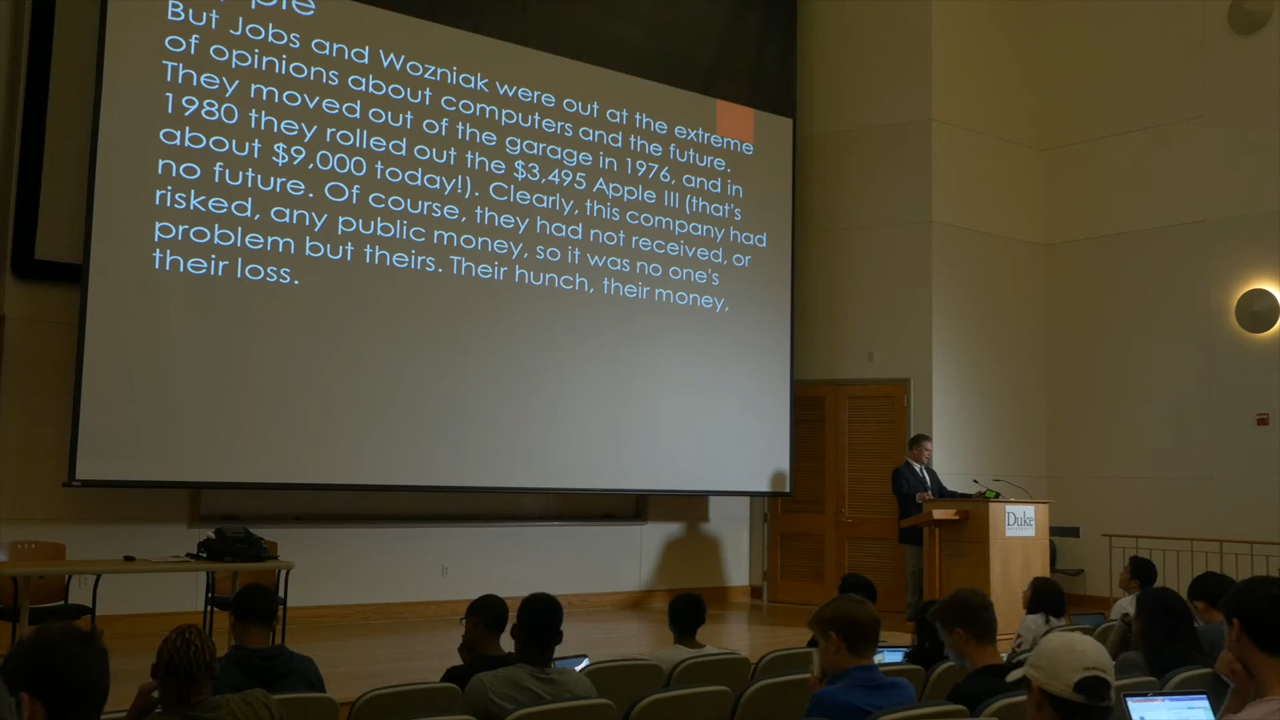 But Jobs and Wozniak were out at the extreme
of opinions about computers and the future.
They moved out of the garage in 1976, and in
1980 they rolled out the $3,495 Apple III (that's
about $9,000 today!). Clearly, this company had
no future. Of course, they had not received, or
risked, any public money, so it was no one's
problem but theirs. Their hunch, their money,
their loss.
Duke
UNIVERSITY